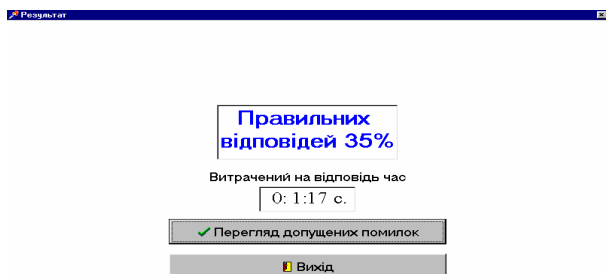 Результат
Правильних
відповідей 35%
Витрачений на відповідь час
0: 1:17 с.
Перегляд допущених помилок
Вихід